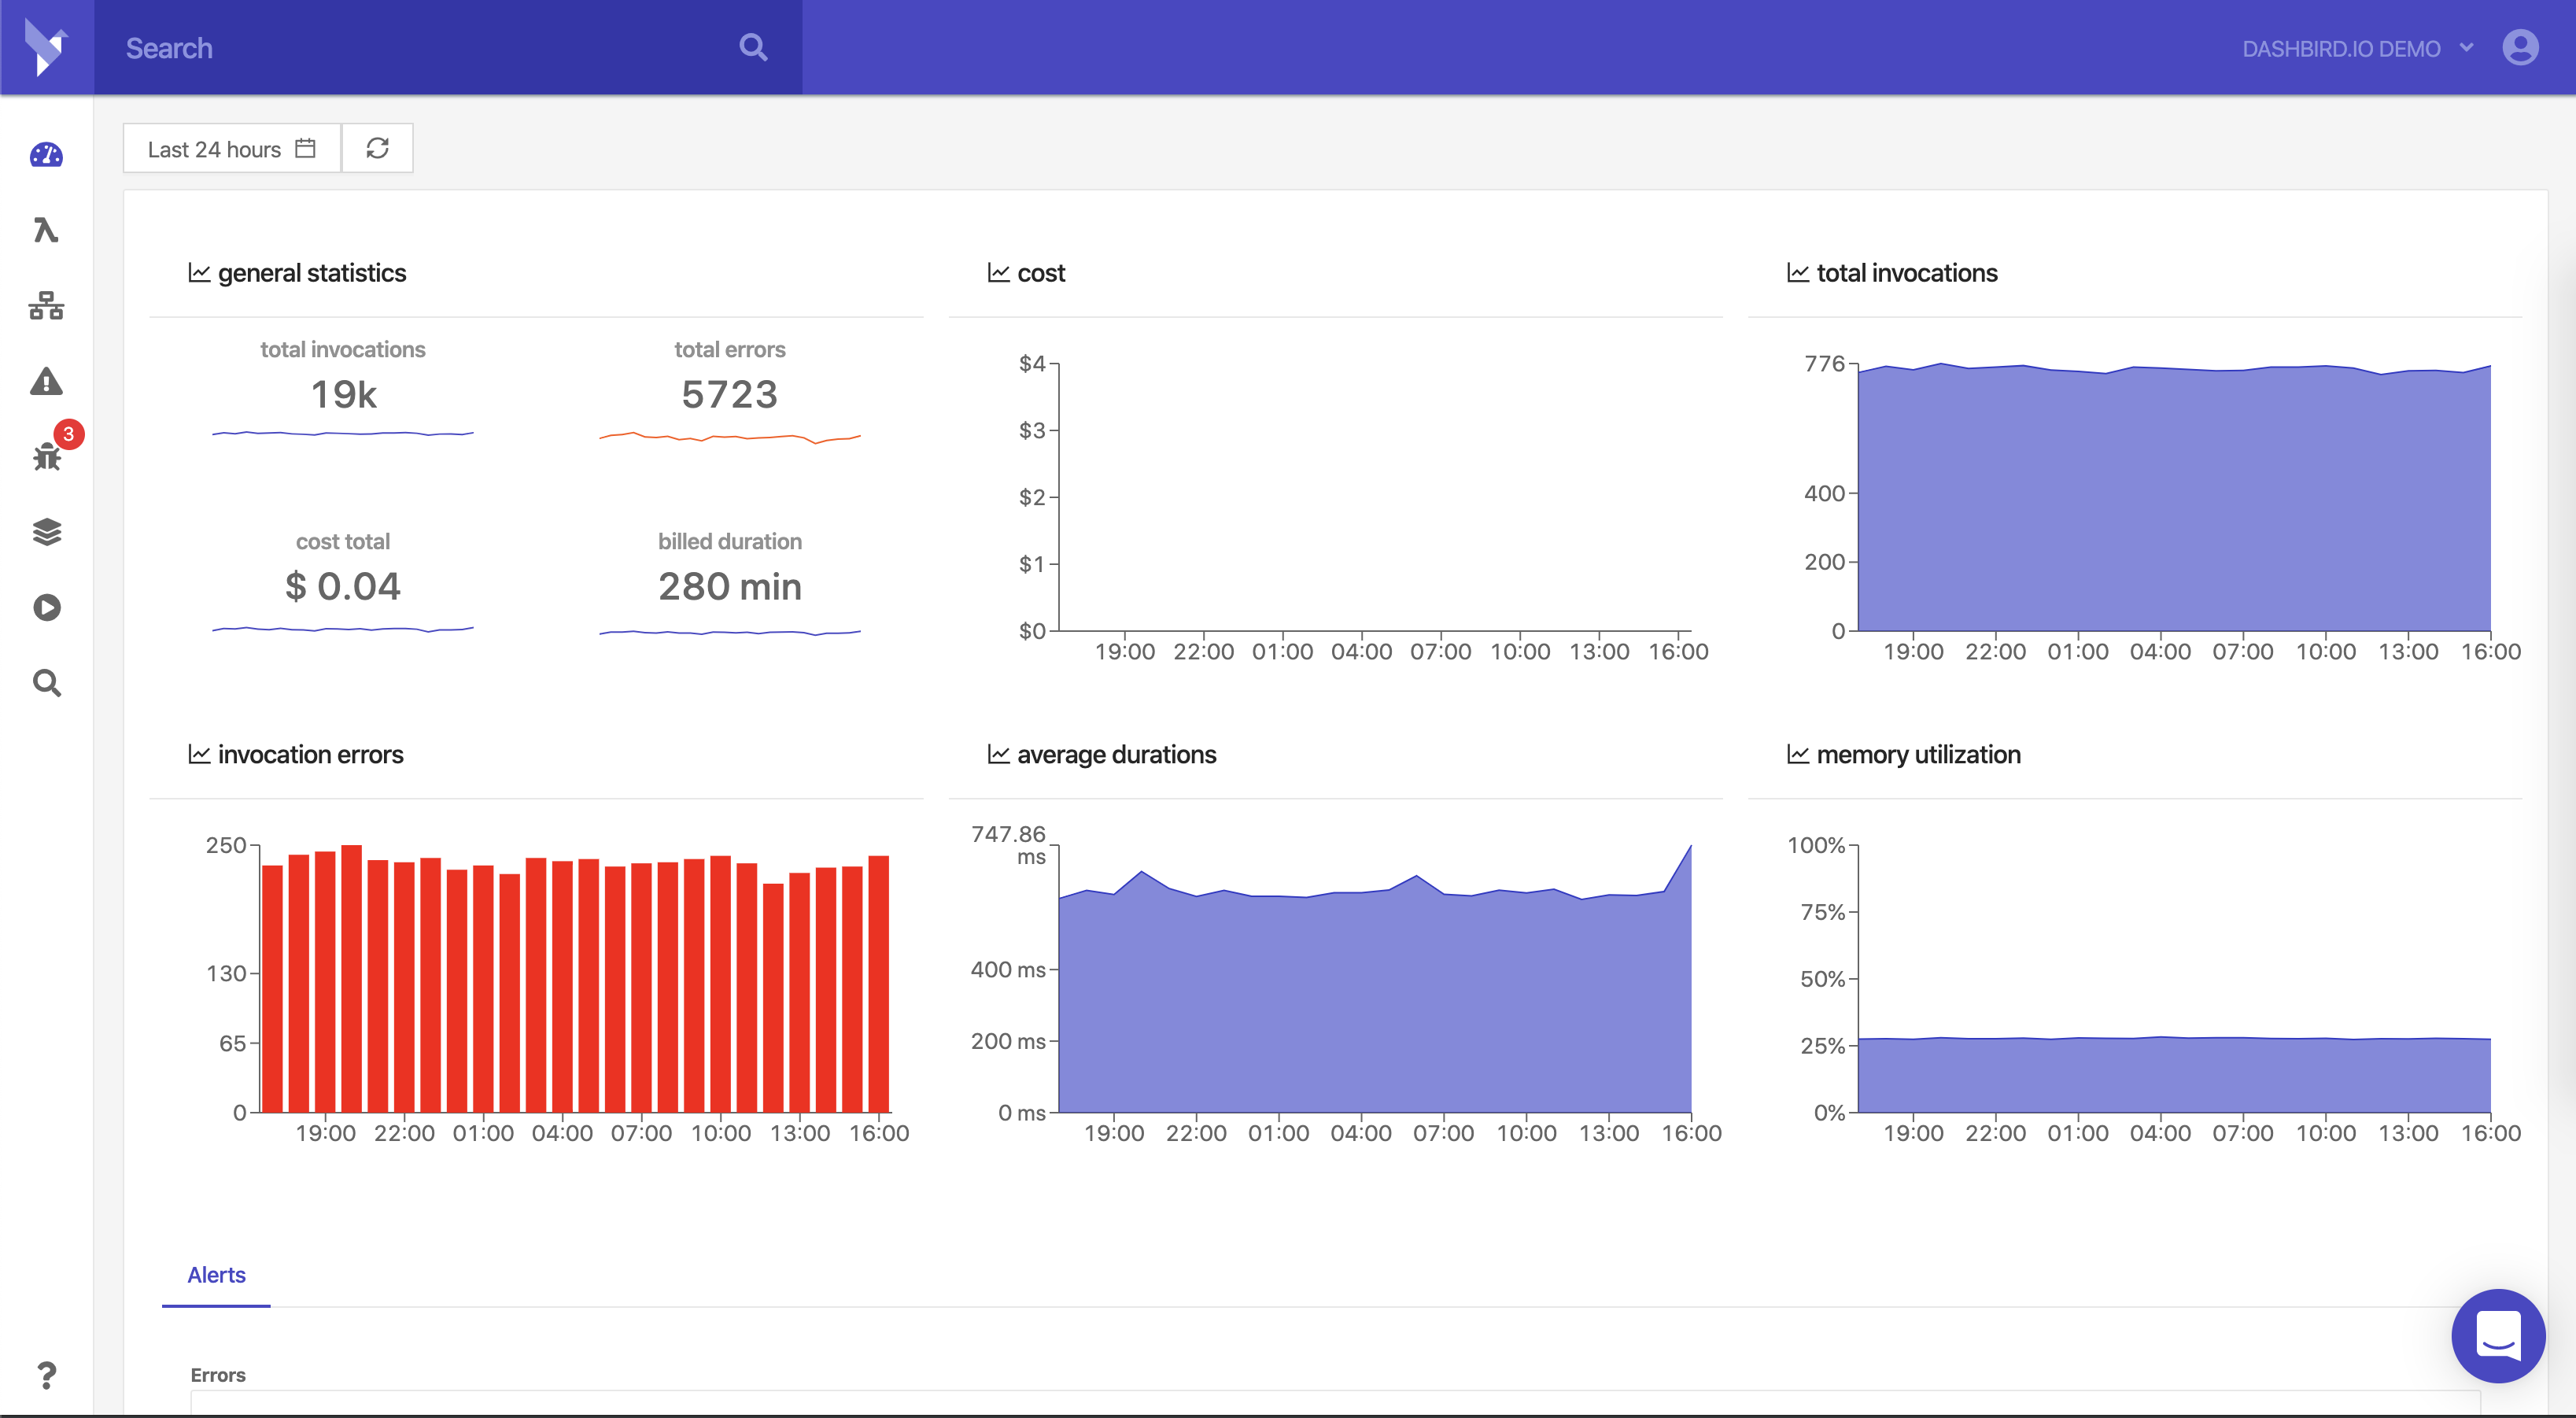 Search
DASHBIRD.IO DEMO
Last 24 hours
3
general statistics
total invocations
19k
total errors
5723
cost total
$ 0.04
billed duration
280 min
cost
$4
$3
$2
$1
$0
19:00 22:00 01:00 04:00 07:00 10:00 13:00 16:00
total invocations
776
400
200
0
19:00 22:00 01:00 04:00 07:00 10:00 13:00 16:00
invocation errors
250
130
65
0
19:00 22:00 01:00 04:00 07:00 10:00 13:00 16:00
average durations
747.86
ms
400 ms
200 ms
0 ms
19:00 22:00 01:00 04:00 07:00 10:00 13:00 16:00
memory utilization
100%
75%
50%
25%
0%
19:00 22:00 01:00 04:00 07:00 10:00 13:00 16:00
Alerts
Errors